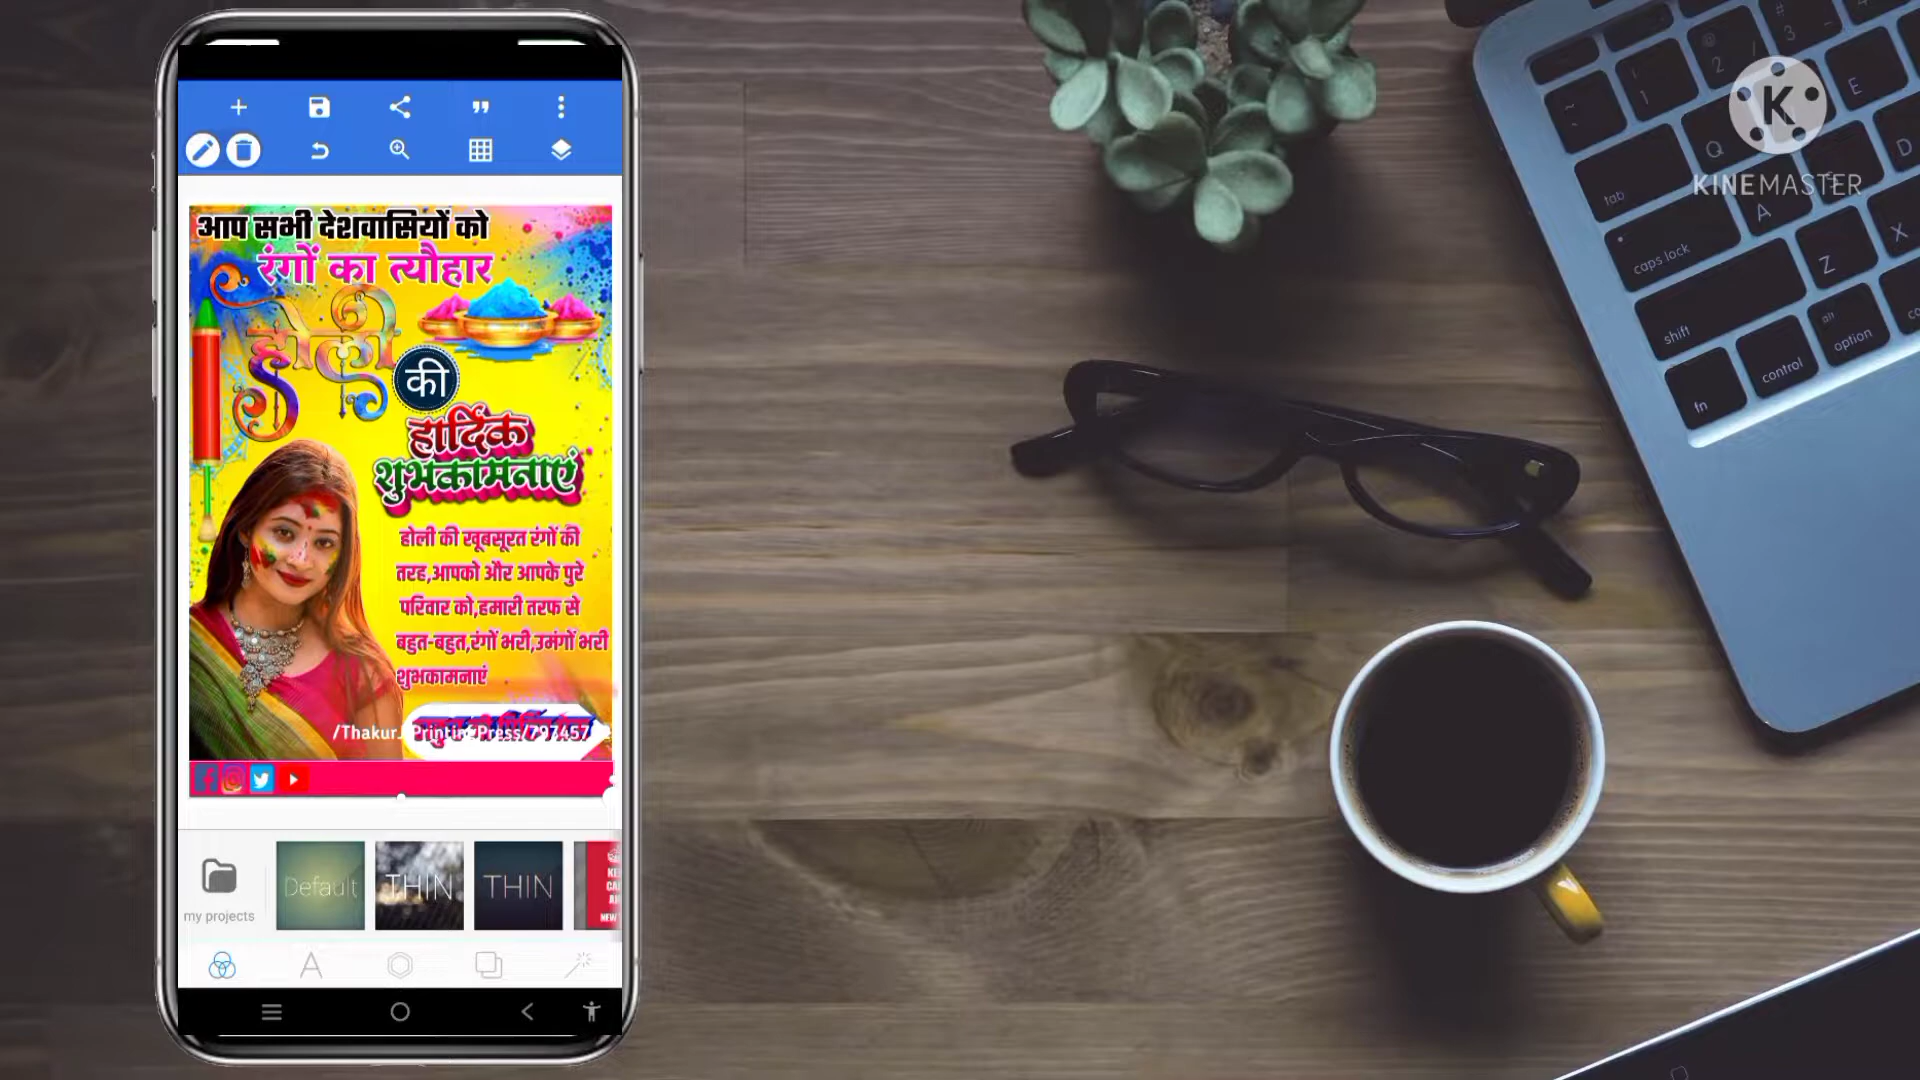 आप सभी देशवासियों को
रंगों का त्यौहार
होली
की
हार्दिक
शुभकामनाएं
होली की खूबसूरत रंगों की
तरह,आपको और आपके पुरे
परिवार को,हमारी तरफ से
बहुत-बहुत,रंगों भरी,उमंगों भरी
शुभकामनाएं
my projects
Default
THIN
THIN
KINEMASTER
K
tab
caps lock
shift
fn
control
alt
option
Q
A
Z
X
E
D